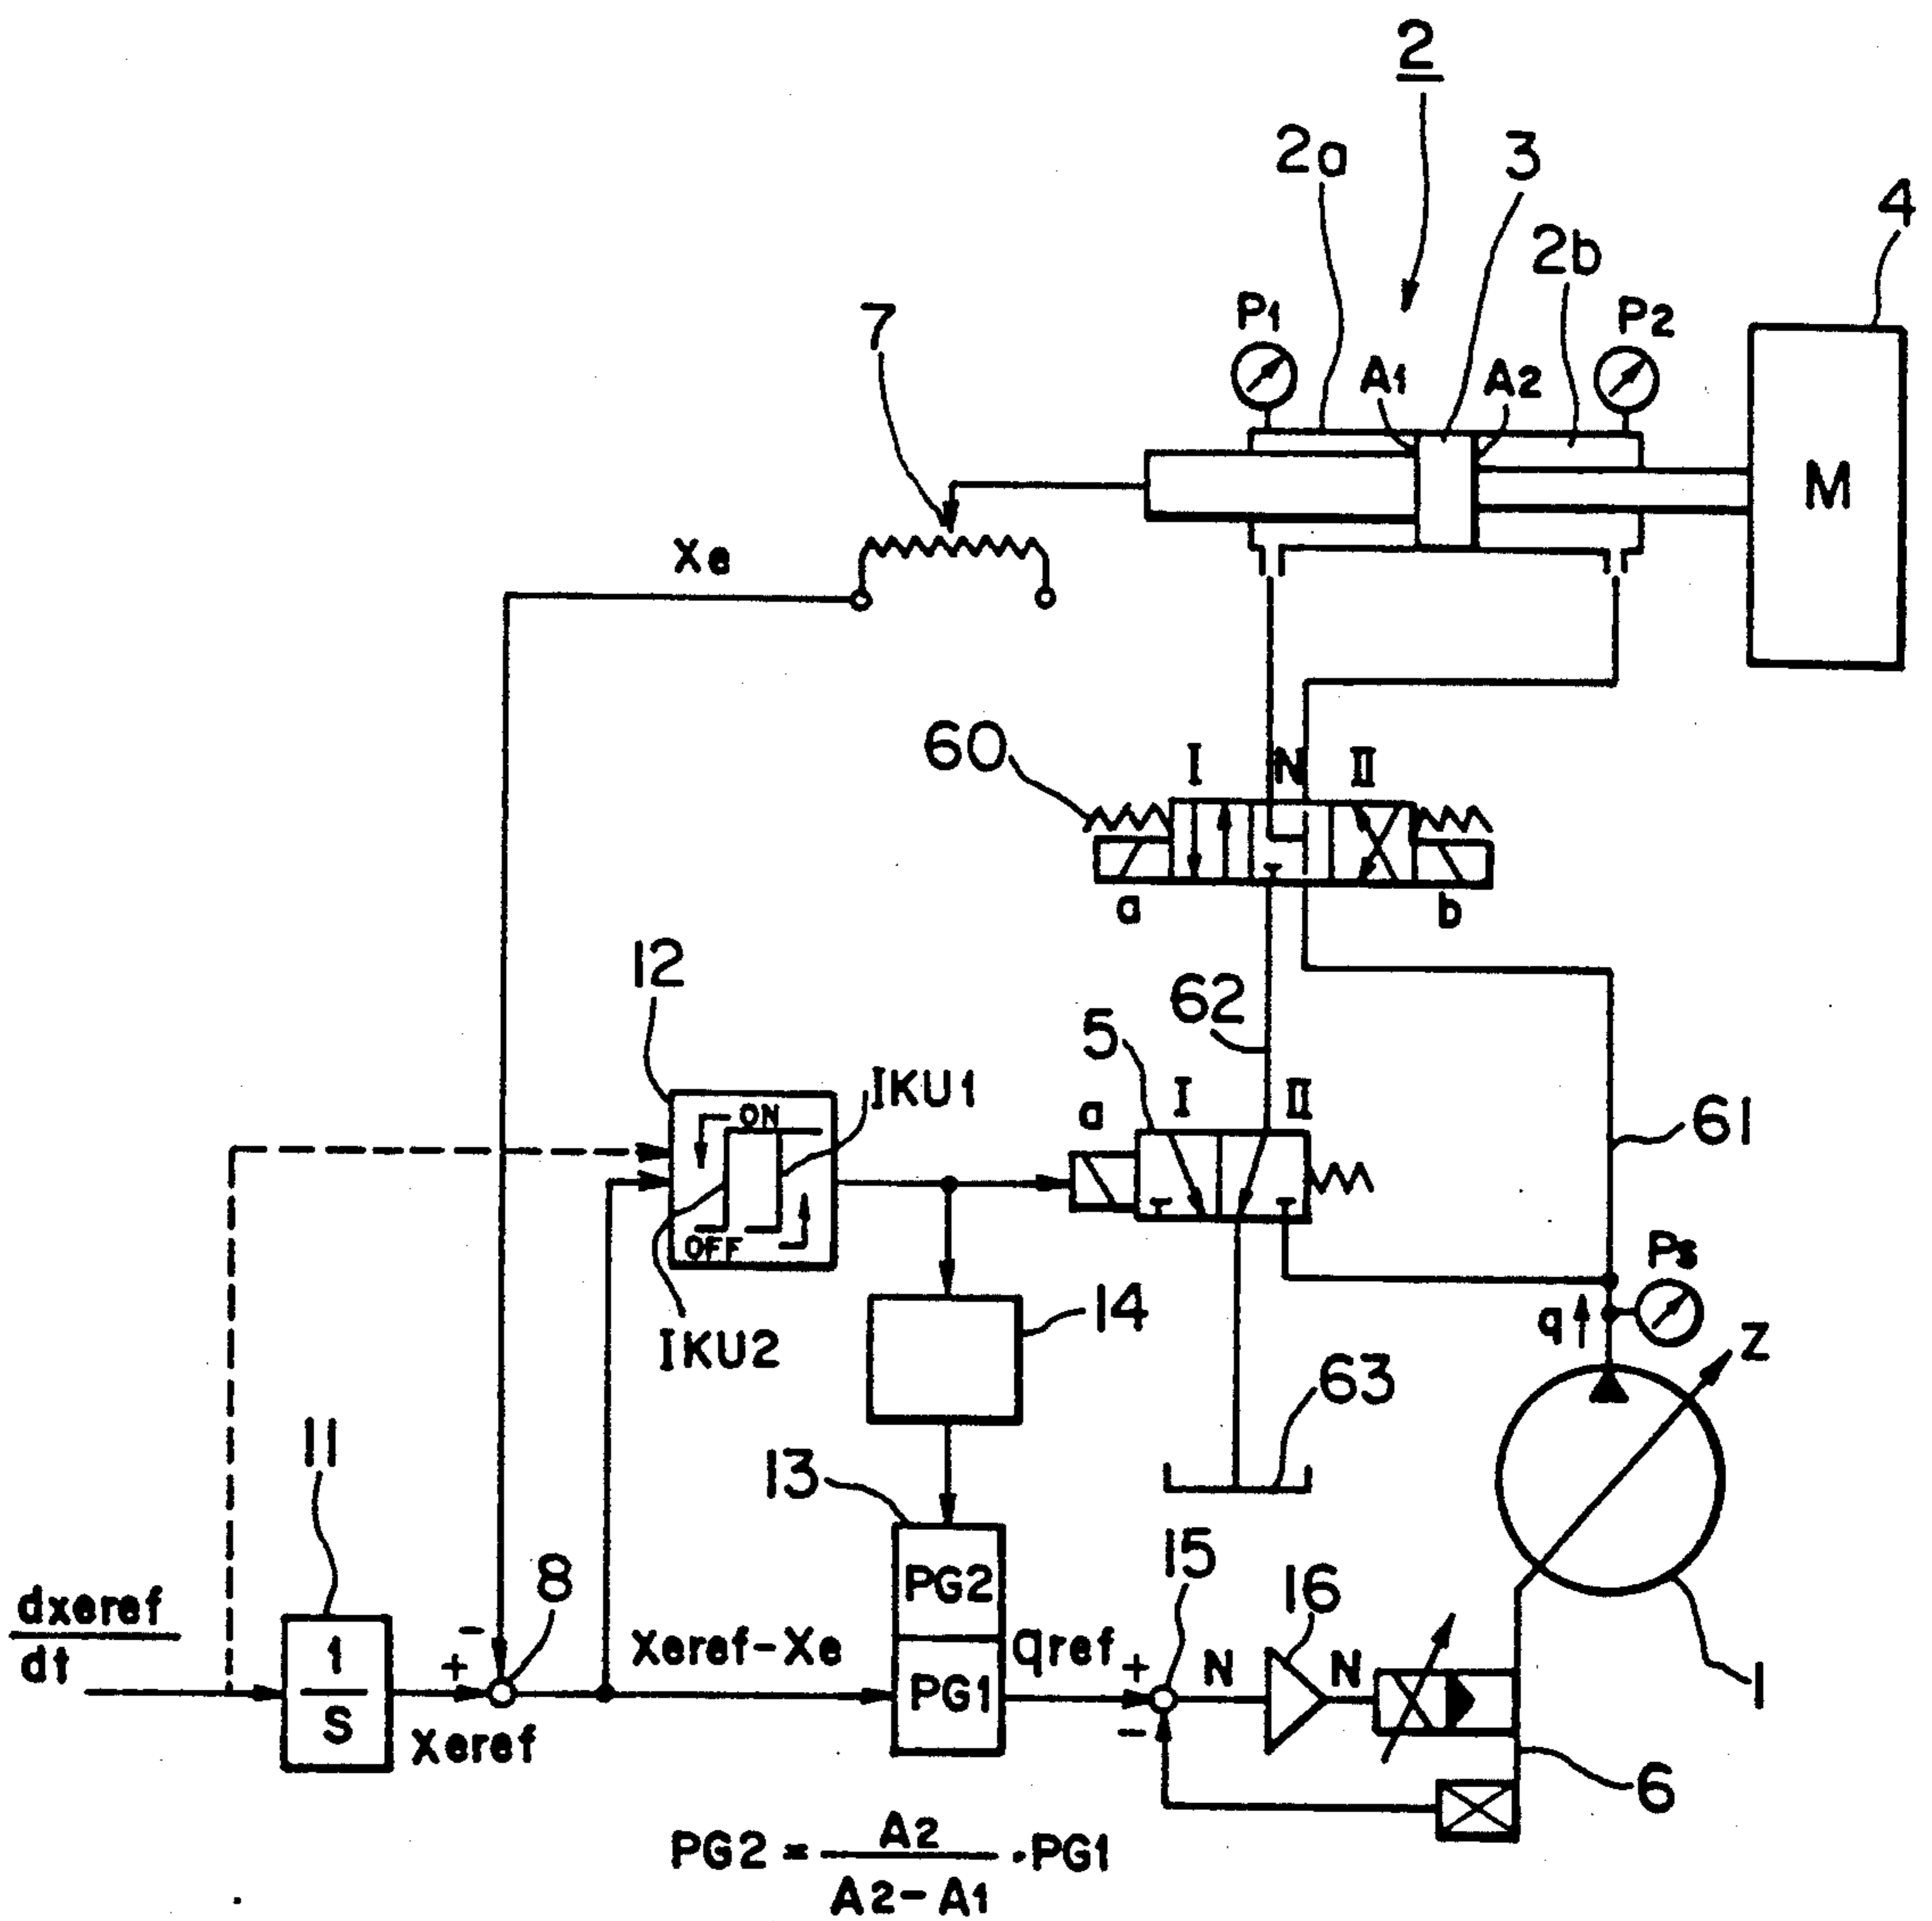 2
2a
3
4
2b
P1
P2
7
A1
A2
M
Xe
60
I
N
II
a
b
12
62
5
IKU1
I
II
a
61
ON
OFF
Ps
q
14
Z
IKU2
63
11
13
15
8
16
dxeref
dt
PG2
1
S
-
+
Xeref-Xe
PG1
qref
+
-
N
N
1
Xeref
6
PG2 = A2 / A2-A1 · PG1